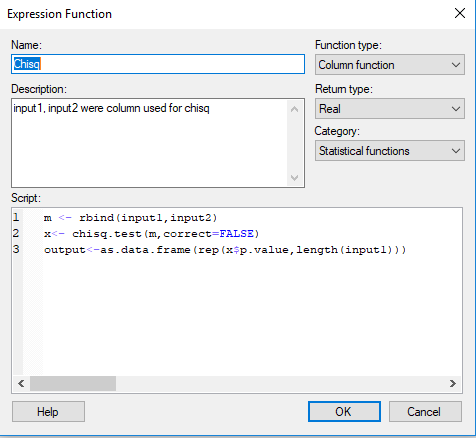 Expression Function
Name:
Chisq
Function type:
Column function
Description:
input1, input2 were column used for chisq
Return type:
Real
Category:
Statistical functions
Script:
1 m <- rbind(input1,input2)
2 x<- chisq.test(m,correct=FALSE)
3 output<-as.data.frame(rep(x$p.value,length(input1)))
Help
OK
Cancel